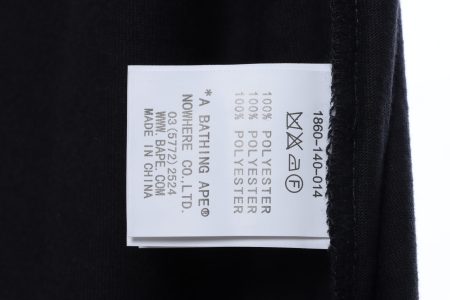 1860-140-014
F
100% POLYESTER
100% POLYESTER
100% POLYESTER
*A BATHING APE®
NOWHERE CO.,LTD.
03(5772)2524
WWW.BAPE.COM
MADE IN CHINA